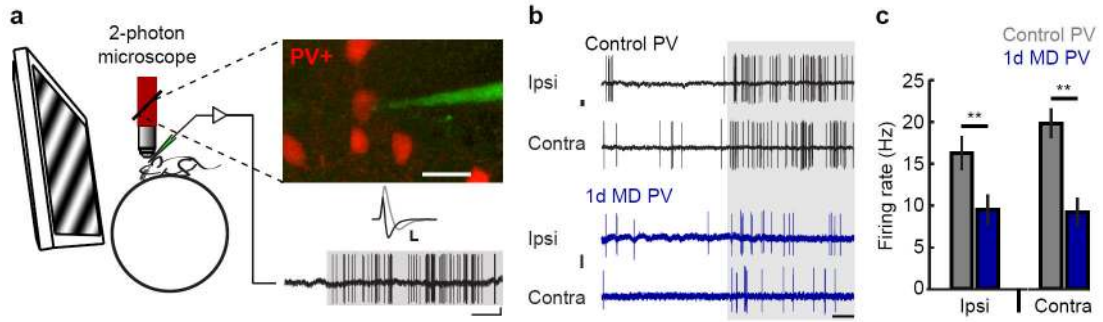 a
2-photon
microscope
PV+
b
Control PV
Ipsi
Contra
1d MD PV
Ipsi
Contra
c
Control PV
1d MD PV
Firing rate (Hz)
25
20
15
10
5
0
**
**
Ipsi
Contra